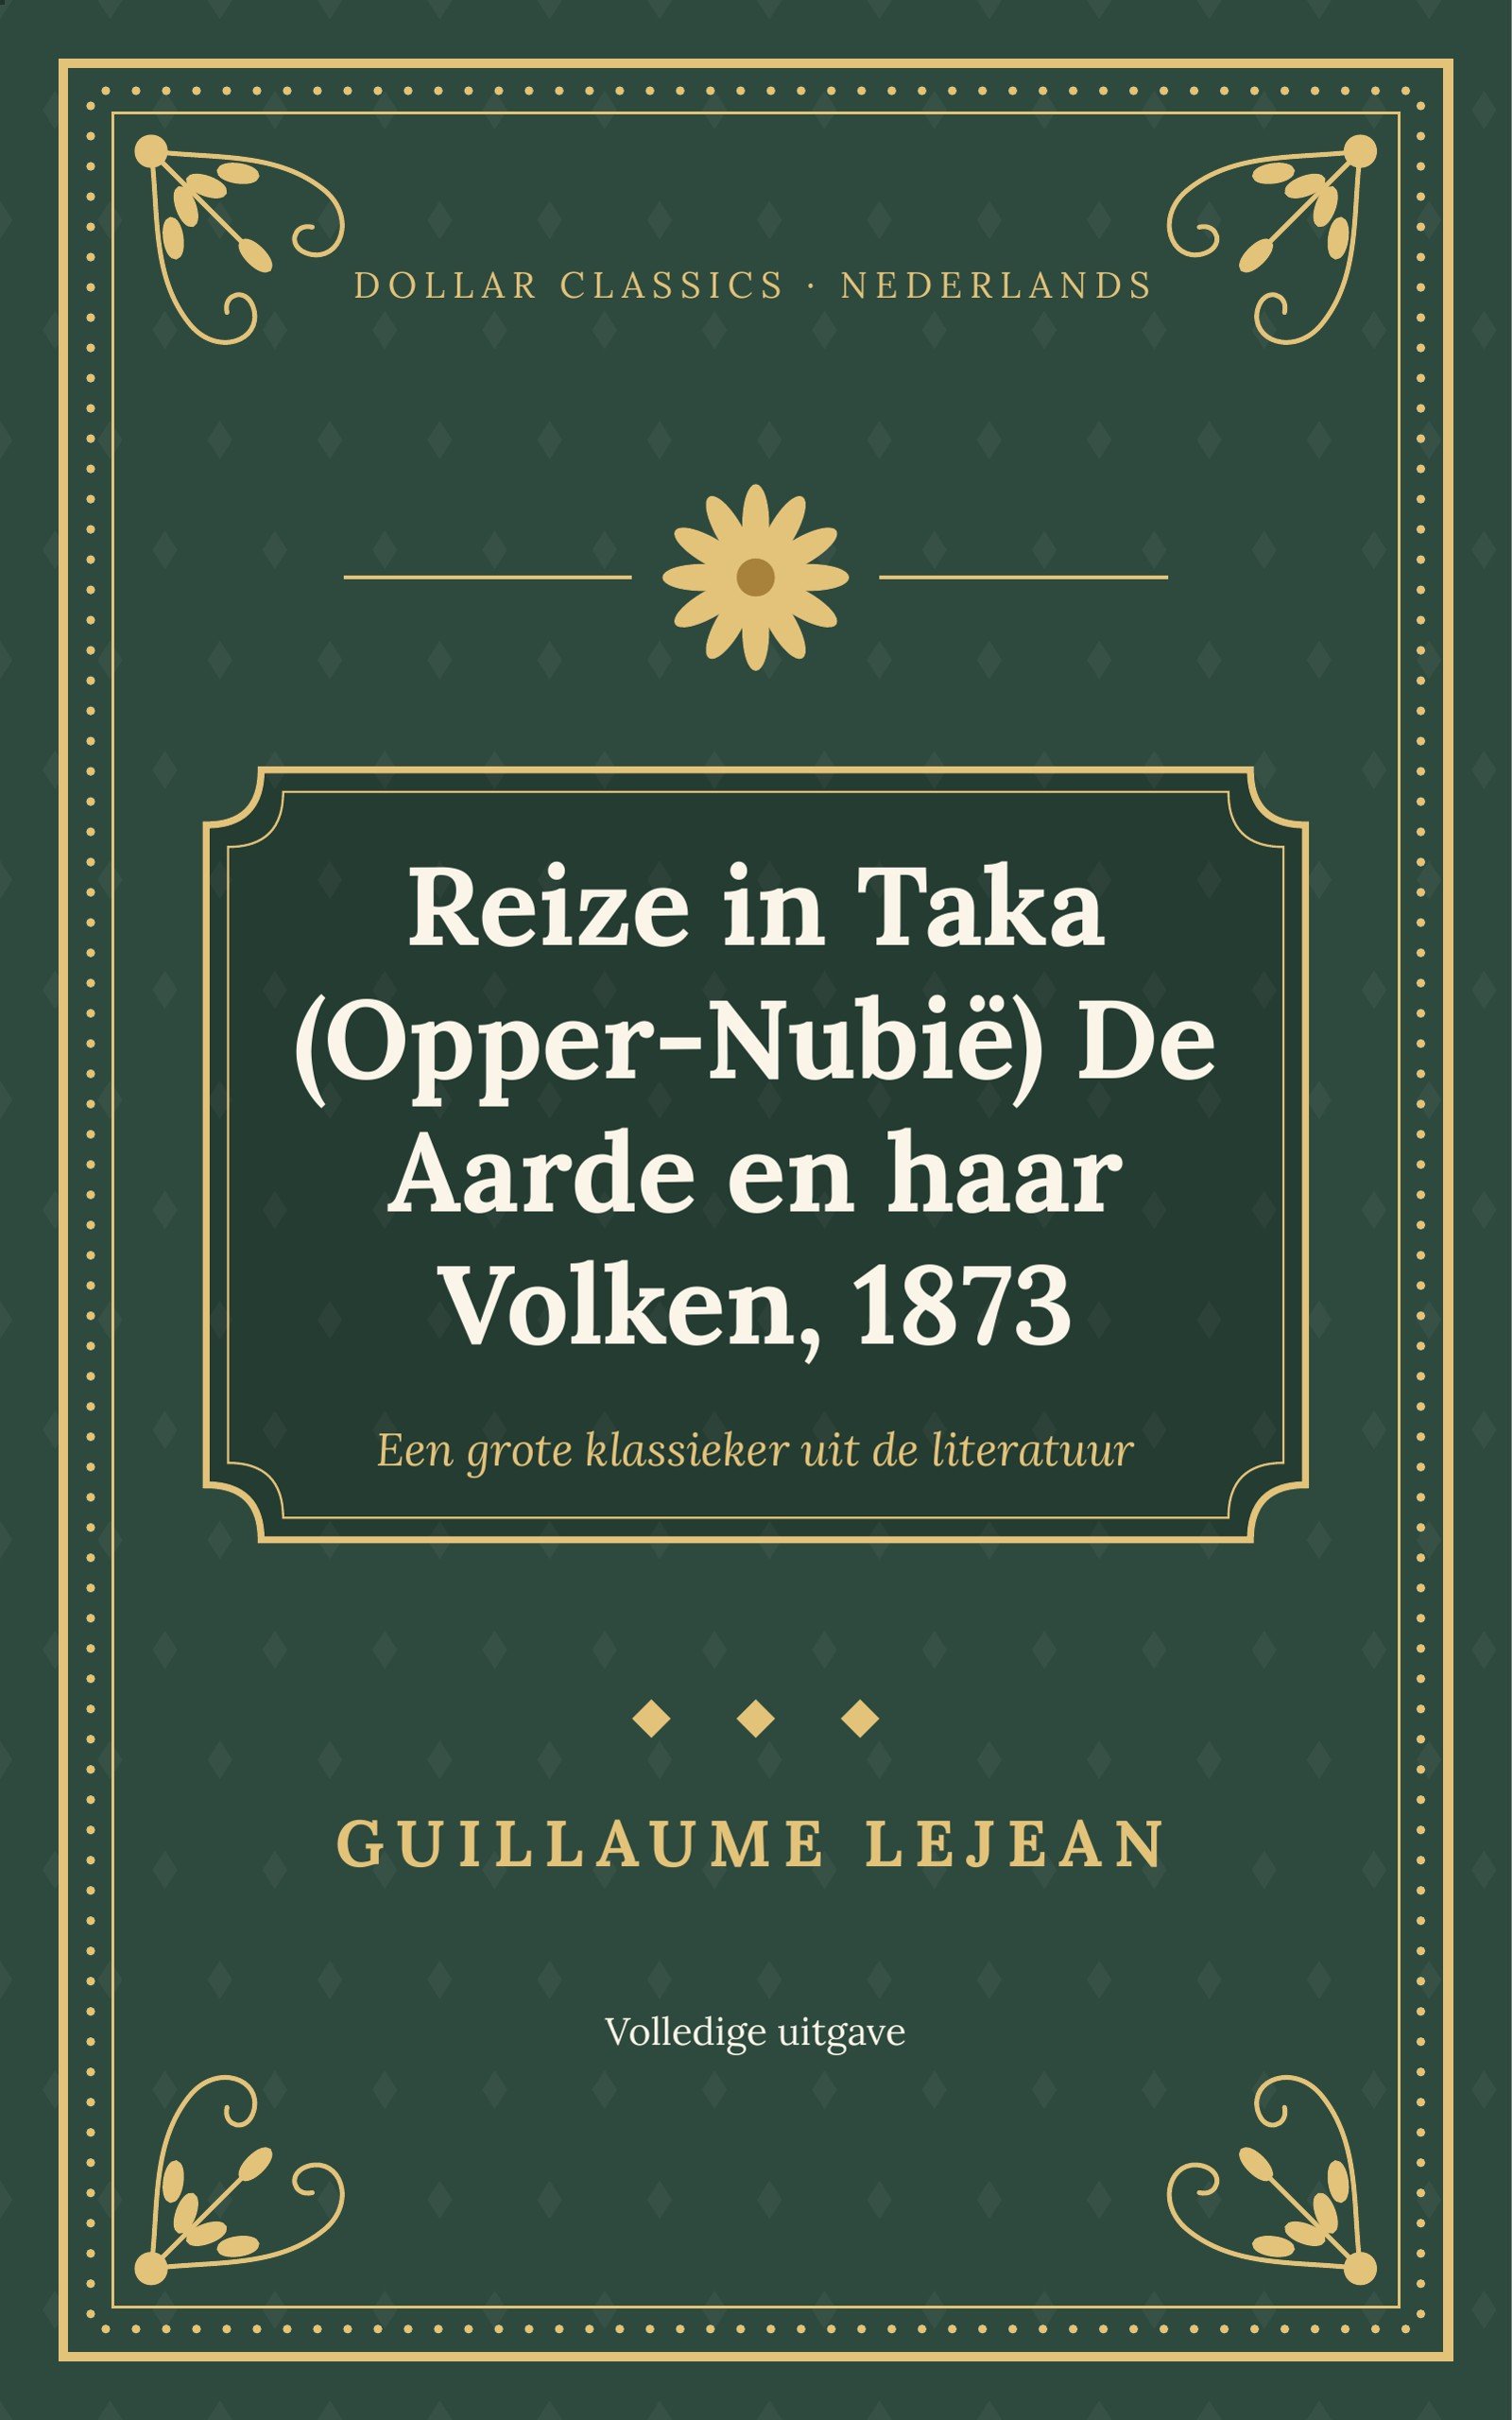 DOLLAR CLASSICS · NEDERLANDS
Reize in Taka
(Opper-Nubië) De
Aarde en haar
Volken, 1873
Een grote klassieker uit de literatuur
GUILLAUME LEJEAN
Volledige uitgave